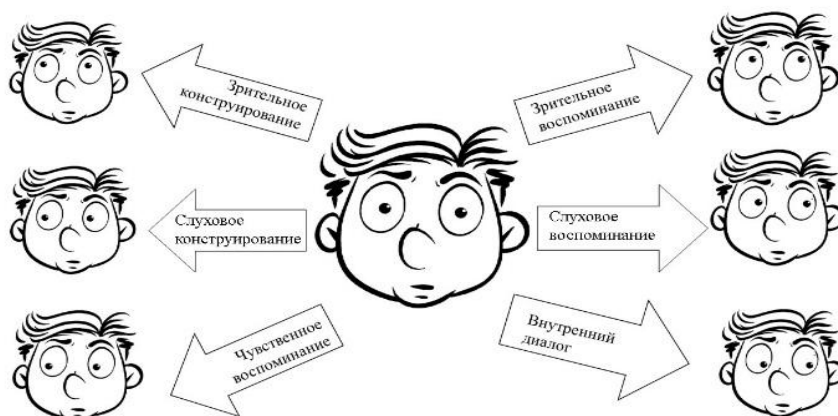 Зрительное
конструирование
Зрительное
воспоминание
Слуховое
конструирование
Слуховое
воспоминание
Чувственное
воспоминание
Внутренний
диалог